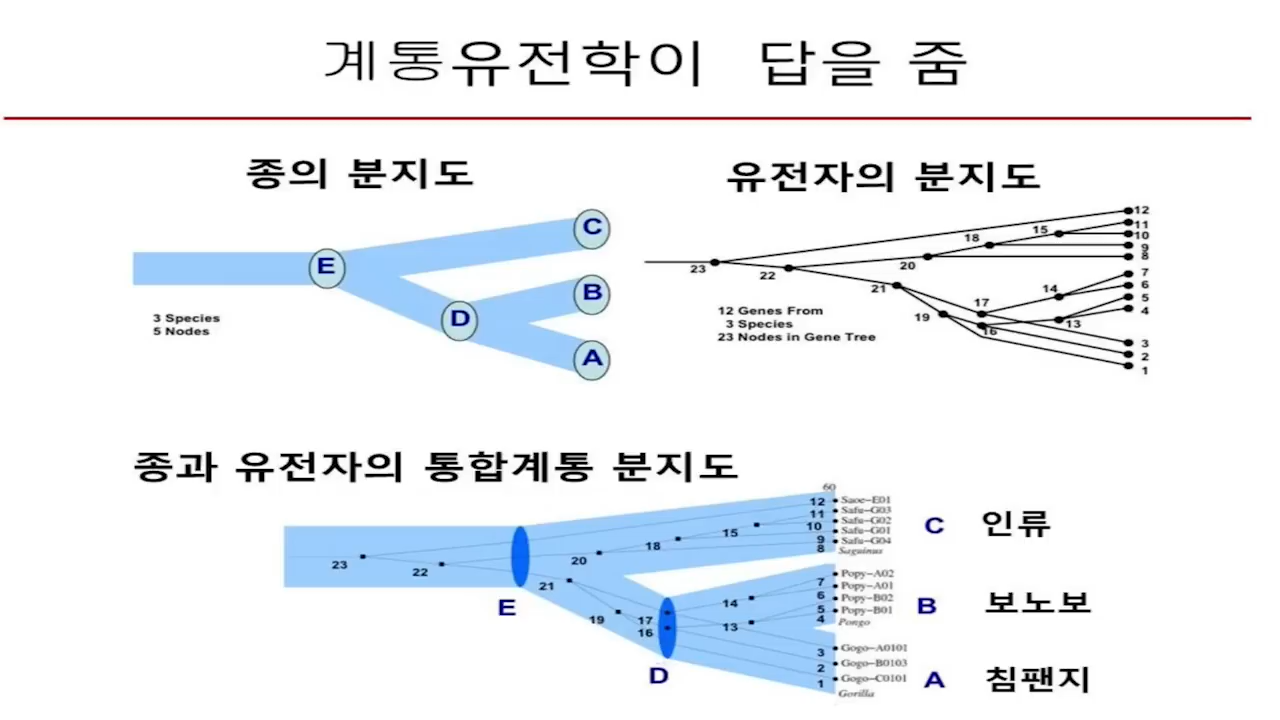 계통유전학이 답을 줌
종의 분지도
C
E
B
D
A
3 Species
5 Nodes
유전자의 분지도
12
11
15
10
18
9
8
20
23
22
7
21
14
6
5
17
4
19
16
13
3
2
1
12 Genes From
3 Species
23 Nodes in Gene Tree
종과 유전자의 통합계통 분지도
60
12 Saoe-E01
11 Safu-G03
10 Safu-G02
9 Safu-G01
8 Safu-G04
Saguinus
15
18
20
23
22
21
E
C 인류
7 Popy-A02
6 Popy-A01
5 Popy-B02
4 Popy-B01
Pongo
14
19
17
16
13
D
B 보노보
3 Gogo-A0101
2 Gogo-B0103
1 Gogo-C0101
Gorilla
A 침팬지